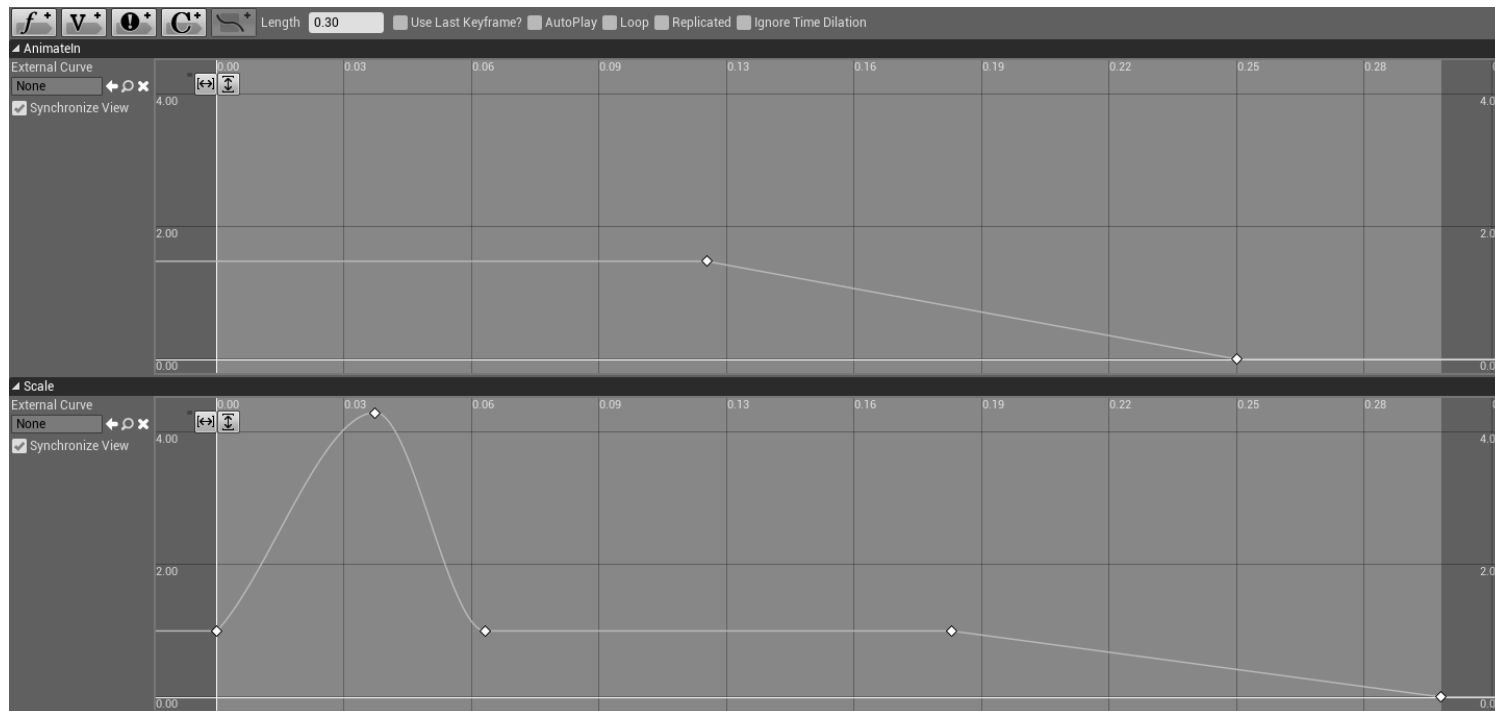 f+ V+ !+ C+ + Length 0.30 Use Last Keyframe? AutoPlay Loop Replicated Ignore Time Dilation
AnimateIn
External Curve
None
Synchronize View
0.00 0.03 0.06 0.09 0.13 0.16 0.19 0.22 0.25 0.28
4.00 4.0
2.00 2.0
0.00 0.0
Scale
External Curve
None
Synchronize View
0.00 0.03 0.06 0.09 0.13 0.16 0.19 0.22 0.25 0.28
4.00 4.0
2.00 2.0
0.00 0.0